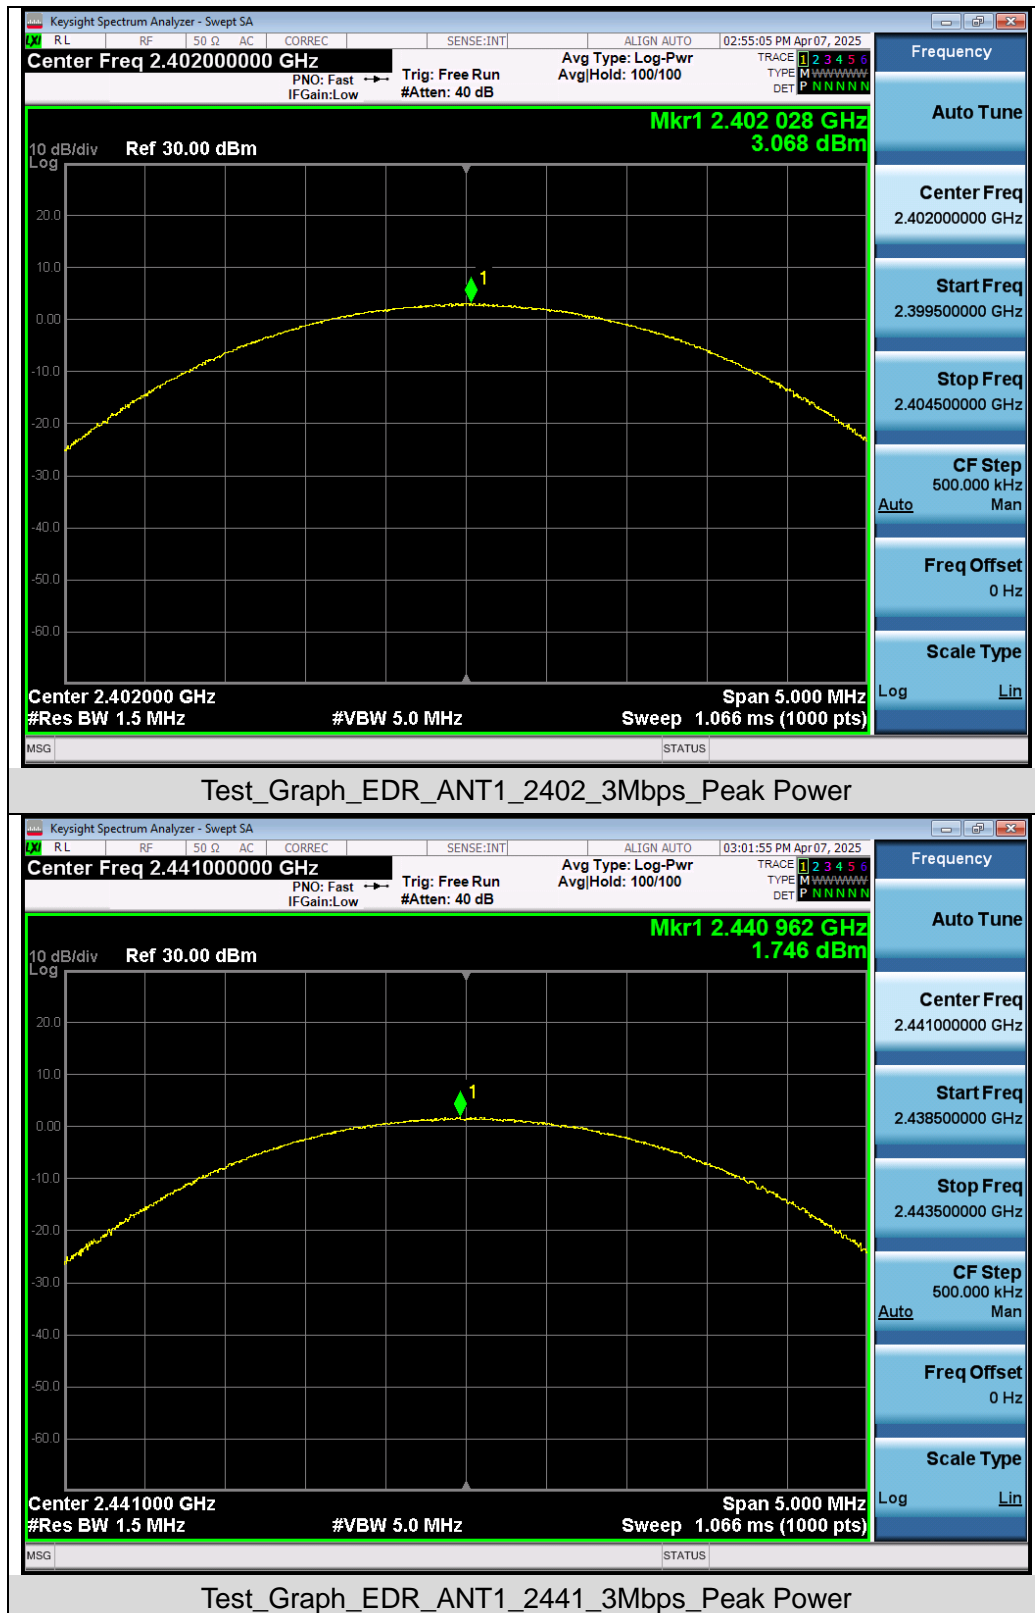 Keysight Spectrum Analyzer - Swept SA
LXI RL RF 50 Ω AC CORREC SENSE:INT ALIGN AUTO 02:55:05 PM Apr 07, 2025
Center Freq 2.402000000 GHz
PNO: Fast
IFGain:Low
Trig: Free Run
#Atten: 40 dB
Avg Type: Log-Pwr
Avg|Hold: 100/100
TRACE 1 2 3 4 5 6
TYPE M WWWWW
DET P N N N N N
Mkr1 2.402 028 GHz
3.068 dBm
10 dB/div Ref 30.00 dBm
Log
20.0
10.0
1
0.00
-10.0
-20.0
-30.0
-40.0
-50.0
-60.0
Center 2.402000 GHz Span 5.000 MHz
#Res BW 1.5 MHz #VBW 5.0 MHz Sweep 1.066 ms (1000 pts)
MSG STATUS
Frequency
Auto Tune
Center Freq
2.402000000 GHz
Start Freq
2.399500000 GHz
Stop Freq
2.404500000 GHz
CF Step
500.000 kHz
Auto Man
Freq Offset
0 Hz
Scale Type
Log Lin
Test_Graph_EDR_ANT1_2402_3Mbps_Peak Power
Keysight Spectrum Analyzer - Swept SA
LXI RL RF 50 Ω AC CORREC SENSE:INT ALIGN AUTO 03:01:55 PM Apr 07, 2025
Center Freq 2.441000000 GHz
PNO: Fast
IFGain:Low
Trig: Free Run
#Atten: 40 dB
Avg Type: Log-Pwr
Avg|Hold: 100/100
TRACE 1 2 3 4 5 6
TYPE M WWWWW
DET P N N N N N
Mkr1 2.440 962 GHz
1.746 dBm
10 dB/div Ref 30.00 dBm
Log
20.0
10.0
1
0.00
-10.0
-20.0
-30.0
-40.0
-50.0
-60.0
Center 2.441000 GHz Span 5.000 MHz
#Res BW 1.5 MHz #VBW 5.0 MHz Sweep 1.066 ms (1000 pts)
MSG STATUS
Frequency
Auto Tune
Center Freq
2.441000000 GHz
Start Freq
2.438500000 GHz
Stop Freq
2.443500000 GHz
CF Step
500.000 kHz
Auto Man
Freq Offset
0 Hz
Scale Type
Log Lin
Test_Graph_EDR_ANT1_2441_3Mbps_Peak Power